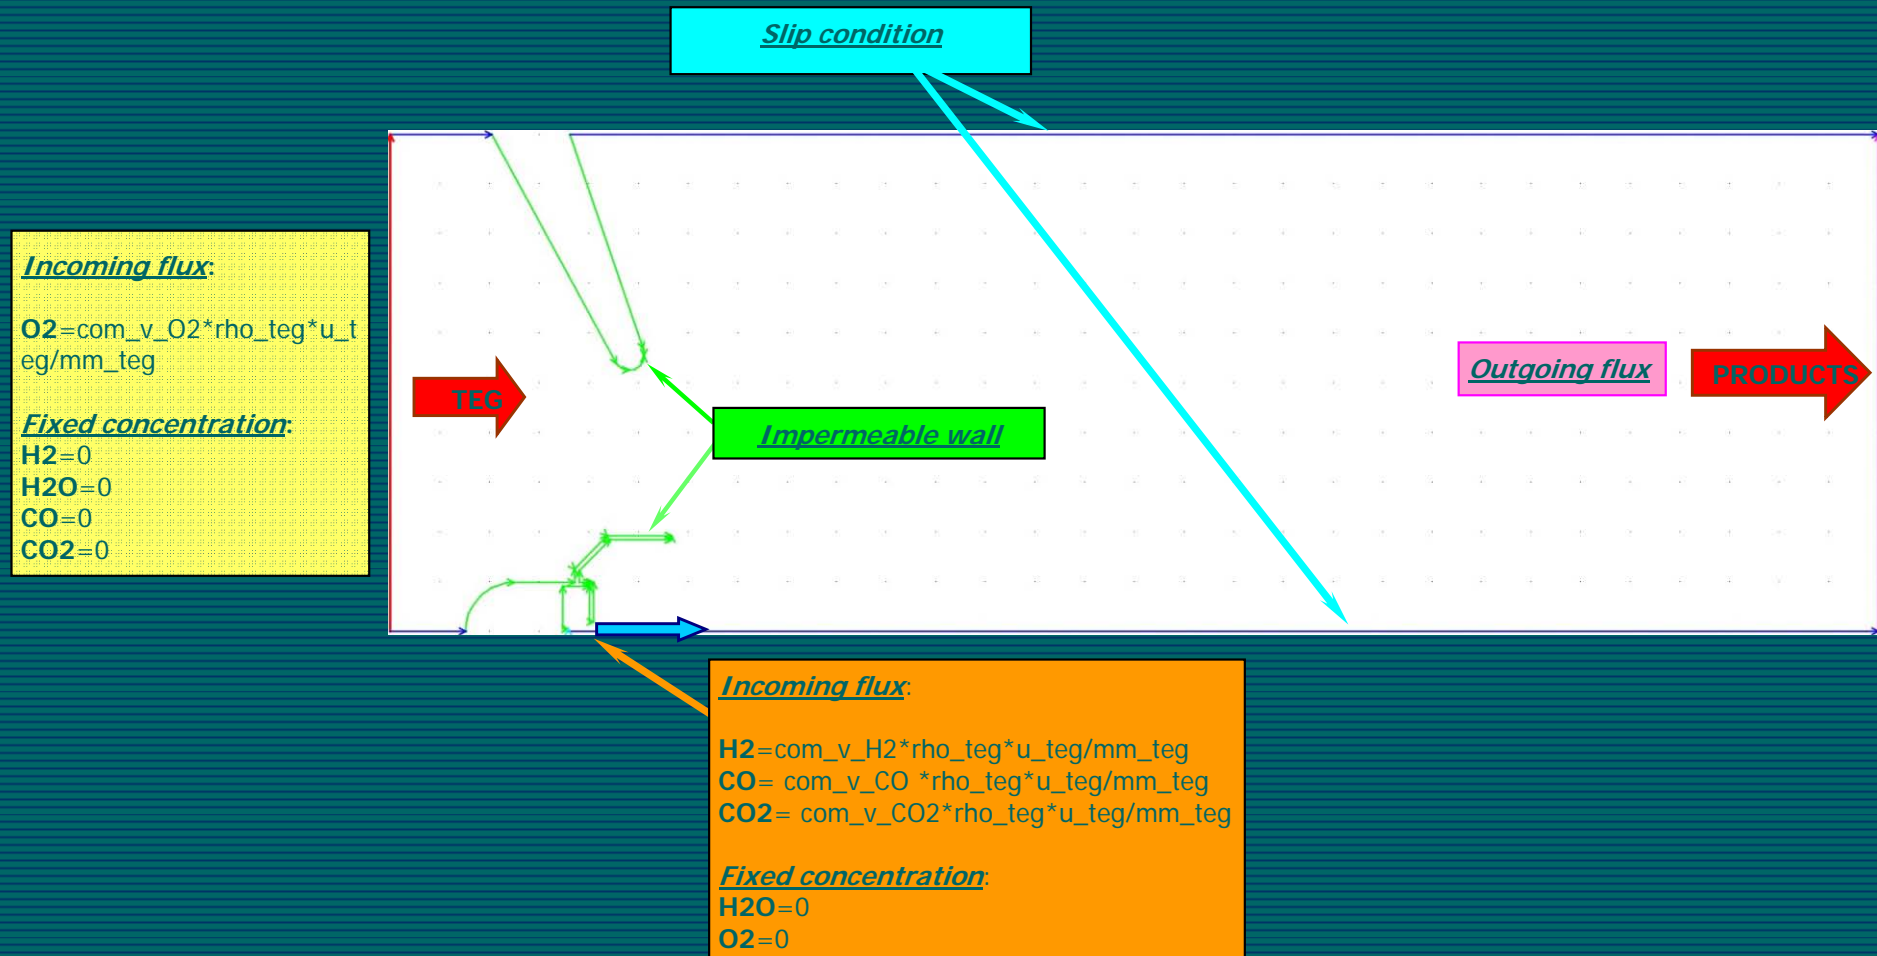 Slip condition
Incoming flux:
O2=com_v_O2*rho_teg*u_t
eg/mm_teg
Fixed concentration:
H2=0
H2O=0
CO=0
CO2=0
TEG
Impermeable wall
Outgoing flux
PRODUCTS
Incoming flux:
H2=com_v_H2*rho_teg*u_teg/mm_teg
CO= com_v_CO *rho_teg*u_teg/mm_teg
CO2= com_v_CO2*rho_teg*u_teg/mm_teg
Fixed concentration:
H2O=0
O2=0